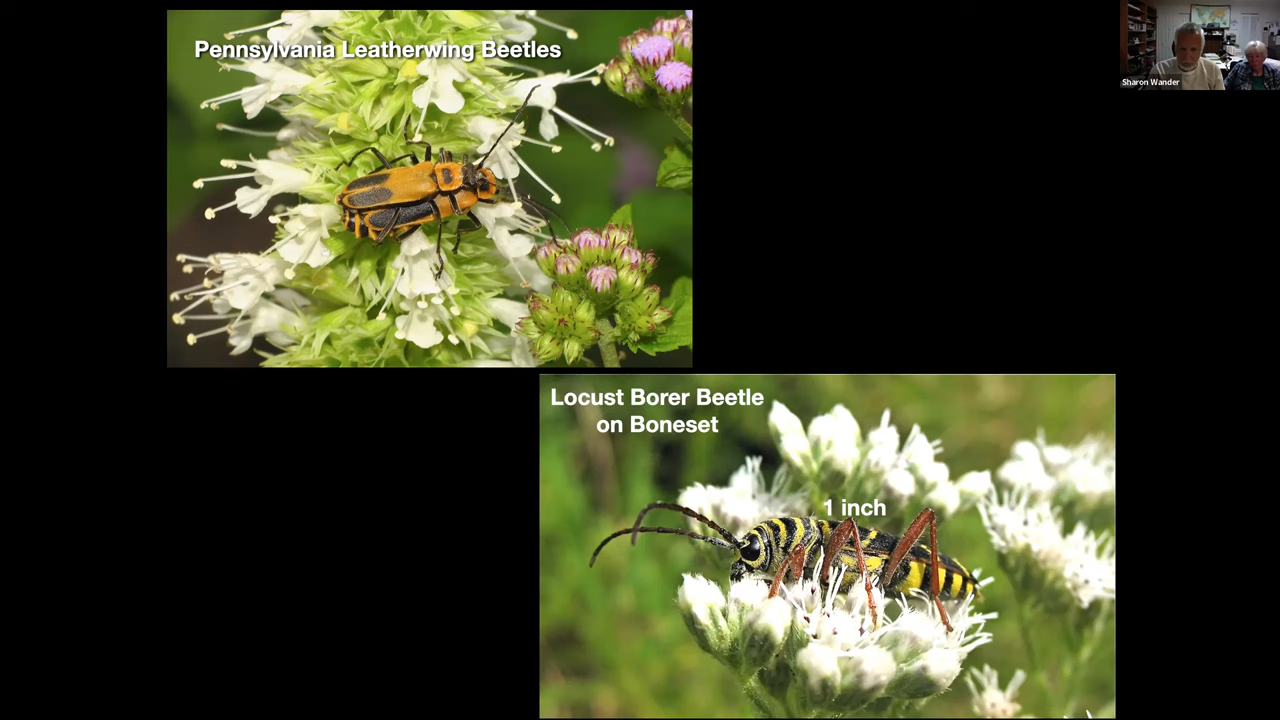 Pennsylvania Leatherwing Beetles
Sharon Wander
Locust Borer Beetle
on Boneset
1 inch